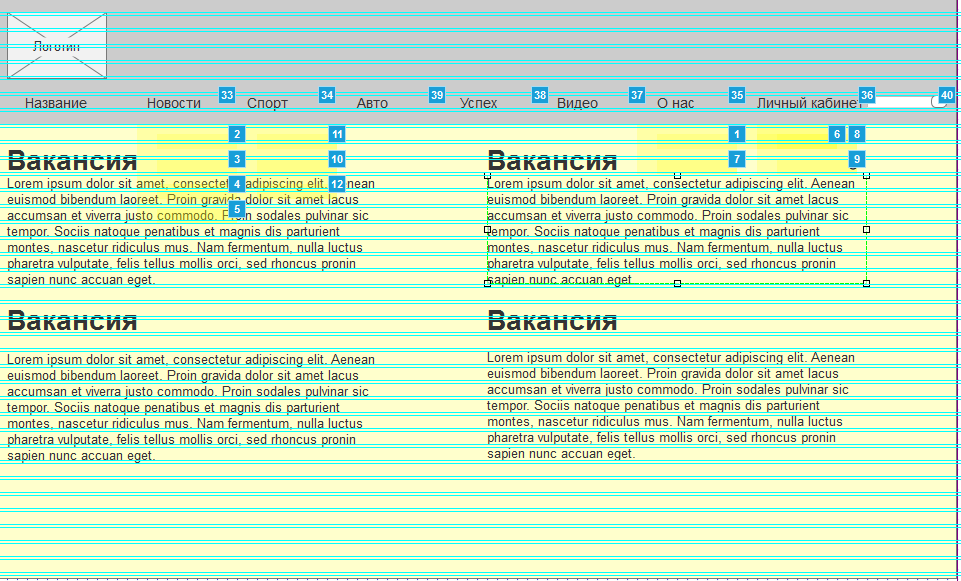 Логотип
33 34 39 38 37 35 36 40
Название Новости Спорт Авто Успех Видео О нас Личный кабинет
2 11 1 6 8
Вакансия Вакансия
3 10 7 9
Lorem ipsum dolor sit amet, consectetur adipiscing elit. Aenean
4 12
euismod bibendum laoreet. Proin gravida dolor sit amet lacus
5
accumsan et viverra justo commodo. Proin sodales pulvinar sic
tempor. Sociis natoque penatibus et magnis dis parturient
montes, nascetur ridiculus mus. Nam fermentum, nulla luctus
pharetra vulputate, felis tellus mollis orci, sed rhoncus pronin
sapien nunc accuan eget.
Lorem ipsum dolor sit amet, consectetur adipiscing elit. Aenean
euismod bibendum laoreet. Proin gravida dolor sit amet lacus
accumsan et viverra justo commodo. Proin sodales pulvinar sic
tempor. Sociis natoque penatibus et magnis dis parturient
montes, nascetur ridiculus mus. Nam fermentum, nulla luctus
pharetra vulputate, felis tellus mollis orci, sed rhoncus pronin
sapien nunc accuan eget.
Вакансия Вакансия
Lorem ipsum dolor sit amet, consectetur adipiscing elit. Aenean
euismod bibendum laoreet. Proin gravida dolor sit amet lacus
accumsan et viverra justo commodo. Proin sodales pulvinar sic
tempor. Sociis natoque penatibus et magnis dis parturient
montes, nascetur ridiculus mus. Nam fermentum, nulla luctus
pharetra vulputate, felis tellus mollis orci, sed rhoncus pronin
sapien nunc accuan eget.
Lorem ipsum dolor sit amet, consectetur adipiscing elit. Aenean
euismod bibendum laoreet. Proin gravida dolor sit amet lacus
accumsan et viverra justo commodo. Proin sodales pulvinar sic
tempor. Sociis natoque penatibus et magnis dis parturient
montes, nascetur ridiculus mus. Nam fermentum, nulla luctus
pharetra vulputate, felis tellus mollis orci, sed rhoncus pronin
sapien nunc accuan eget.